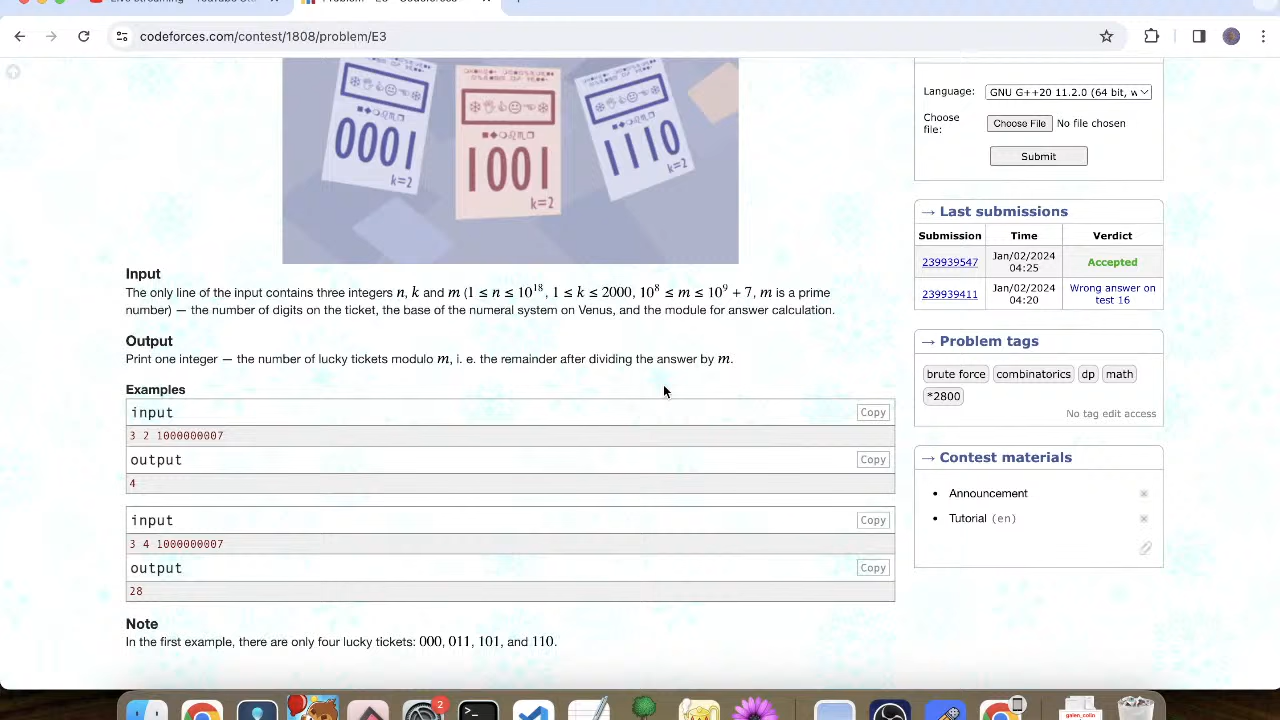 codeforces.com/contest/1808/problem/E3
0001
k=2
1001
k=2
1110
k=2
Input
The only line of the input contains three integers n, k and m (1 ≤ n ≤ 10^18, 1 ≤ k ≤ 2000, 10^8 ≤ m ≤ 10^9 + 7, m is a prime
number) — the number of digits on the ticket, the base of the numeral system on Venus, and the module for answer calculation.
Output
Print one integer — the number of lucky tickets modulo m, i. e. the remainder after dividing the answer by m.
Examples
input
Copy
3 2 1000000007
output
Copy
4
input
Copy
3 4 1000000007
output
Copy
28
Note
In the first example, there are only four lucky tickets: 000, 011, 101, and 110.
Language:
GNU G++20 11.2.0 (64 bit, w
Choose
file:
Choose File No file chosen
Submit
→ Last submissions
Submission Time Verdict
239939547 Jan/02/2024 04:25 Accepted
239939411 Jan/02/2024 04:20 Wrong answer on test 16
→ Problem tags
brute force combinatorics dp math
*2800
No tag edit access
→ Contest materials
Announcement
Tutorial (en)
2
galen_colin